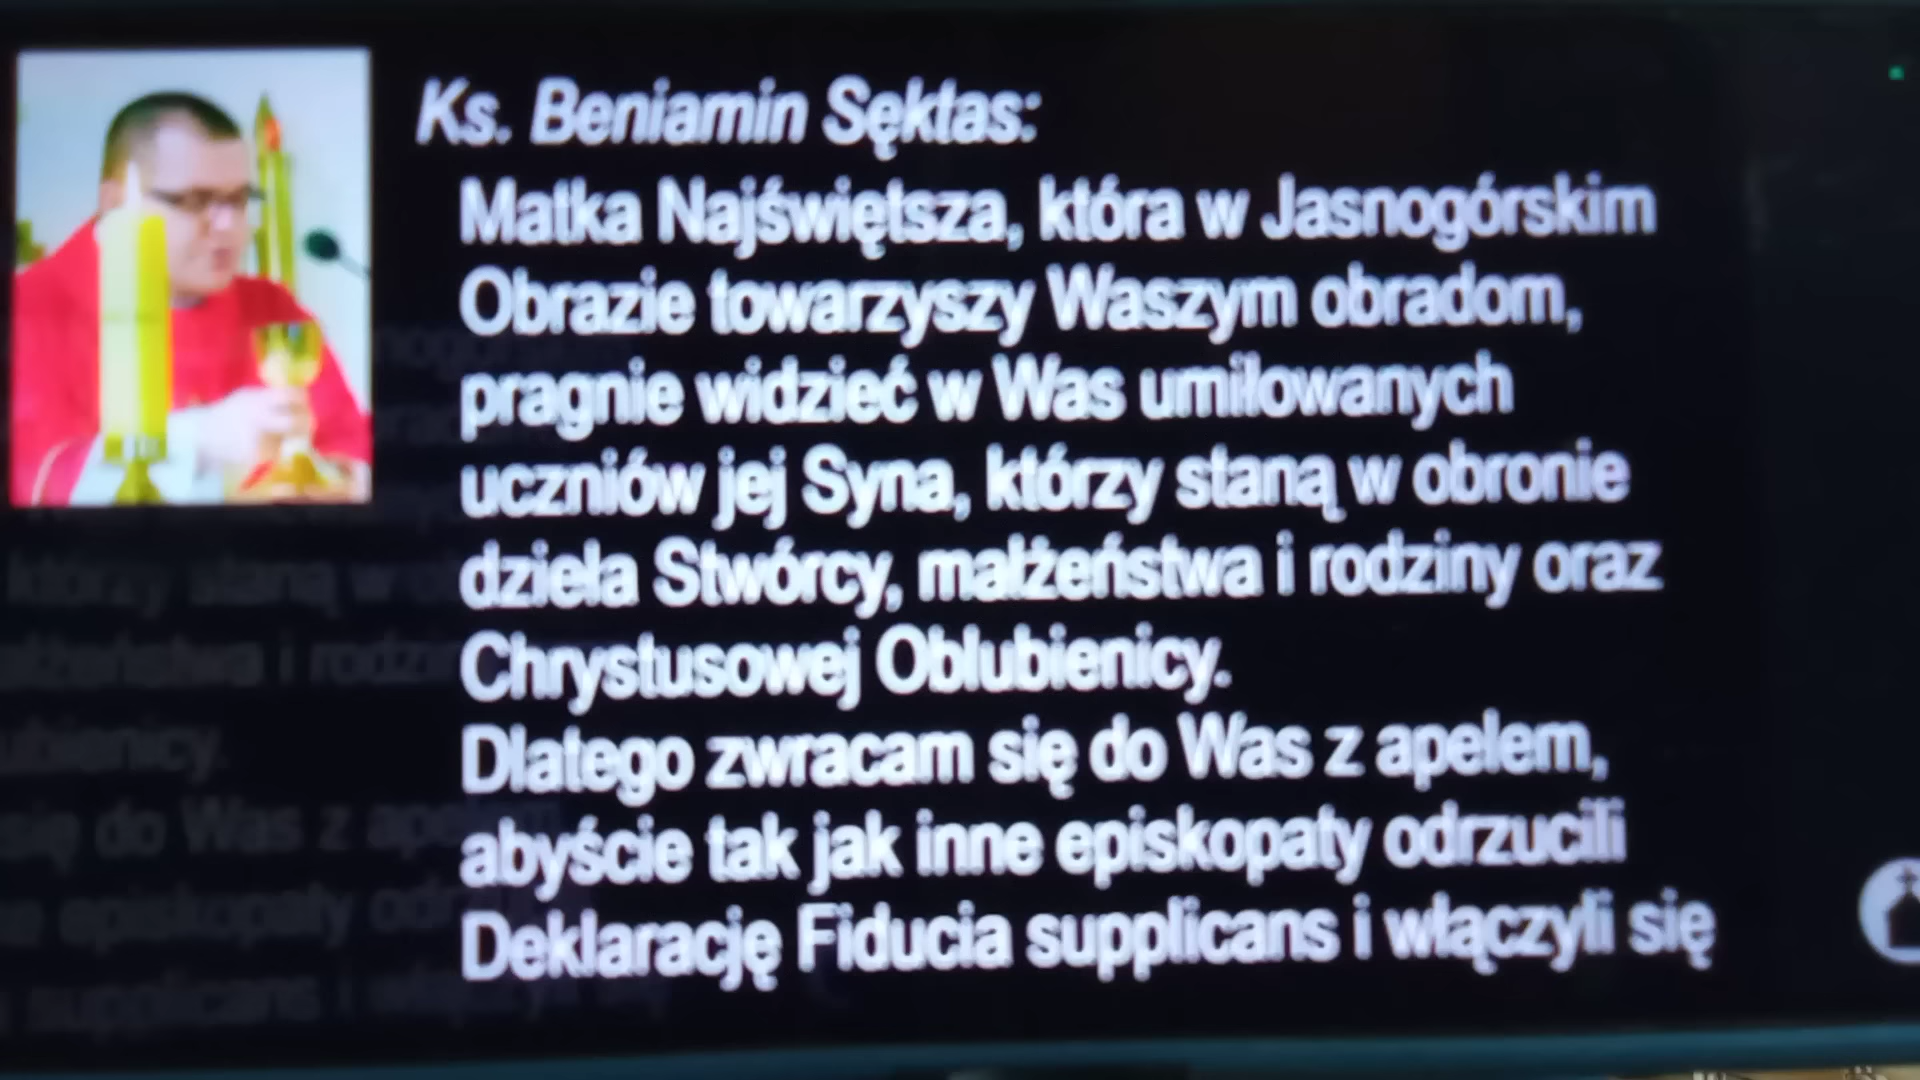 Ks. Beniamin Sęktas:
Matka Najświętsza, która w Jasnogórskim
Obrazie towarzyszy Waszym obradom,
pragnie widzieć w Was umiłowanych
uczniów jej Syna, którzy staną w obronie
dzieła Stwórcy, małżeństwa i rodziny oraz
Chrystusowej Oblubienicy.
Dlatego zwracam się do Was z apelem,
abyście tak jak inne episkopaty odrzucili
Deklarację Fiducia supplicans i włączyli się